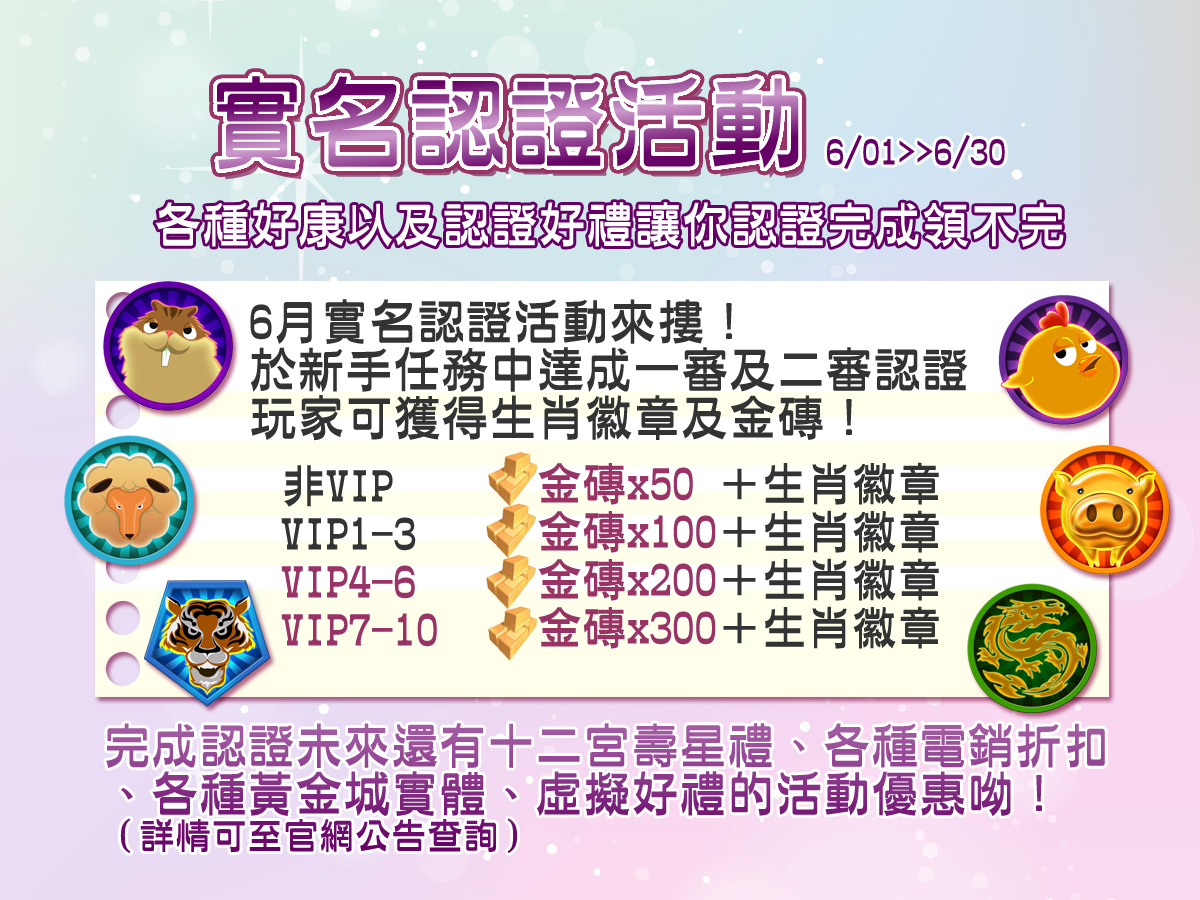 實名認證活動 6/01>>6/30
各種好康以及認證好禮讓你認證完成領不完
6月實名認證活動來摟！
於新手任務中達成一審及二審認證
玩家可獲得生肖徽章及金磚！
非VIP 金磚x50 ＋生肖徽章
VIP1-3 金磚x100＋生肖徽章
VIP4-6 金磚x200＋生肖徽章
VIP7-10 金磚x300＋生肖徽章
完成認證未來還有十二宮壽星禮、各種電銷折扣
、各種黃金城實體、虛擬好禮的活動優惠呦！
（詳情可至官網公告查詢）